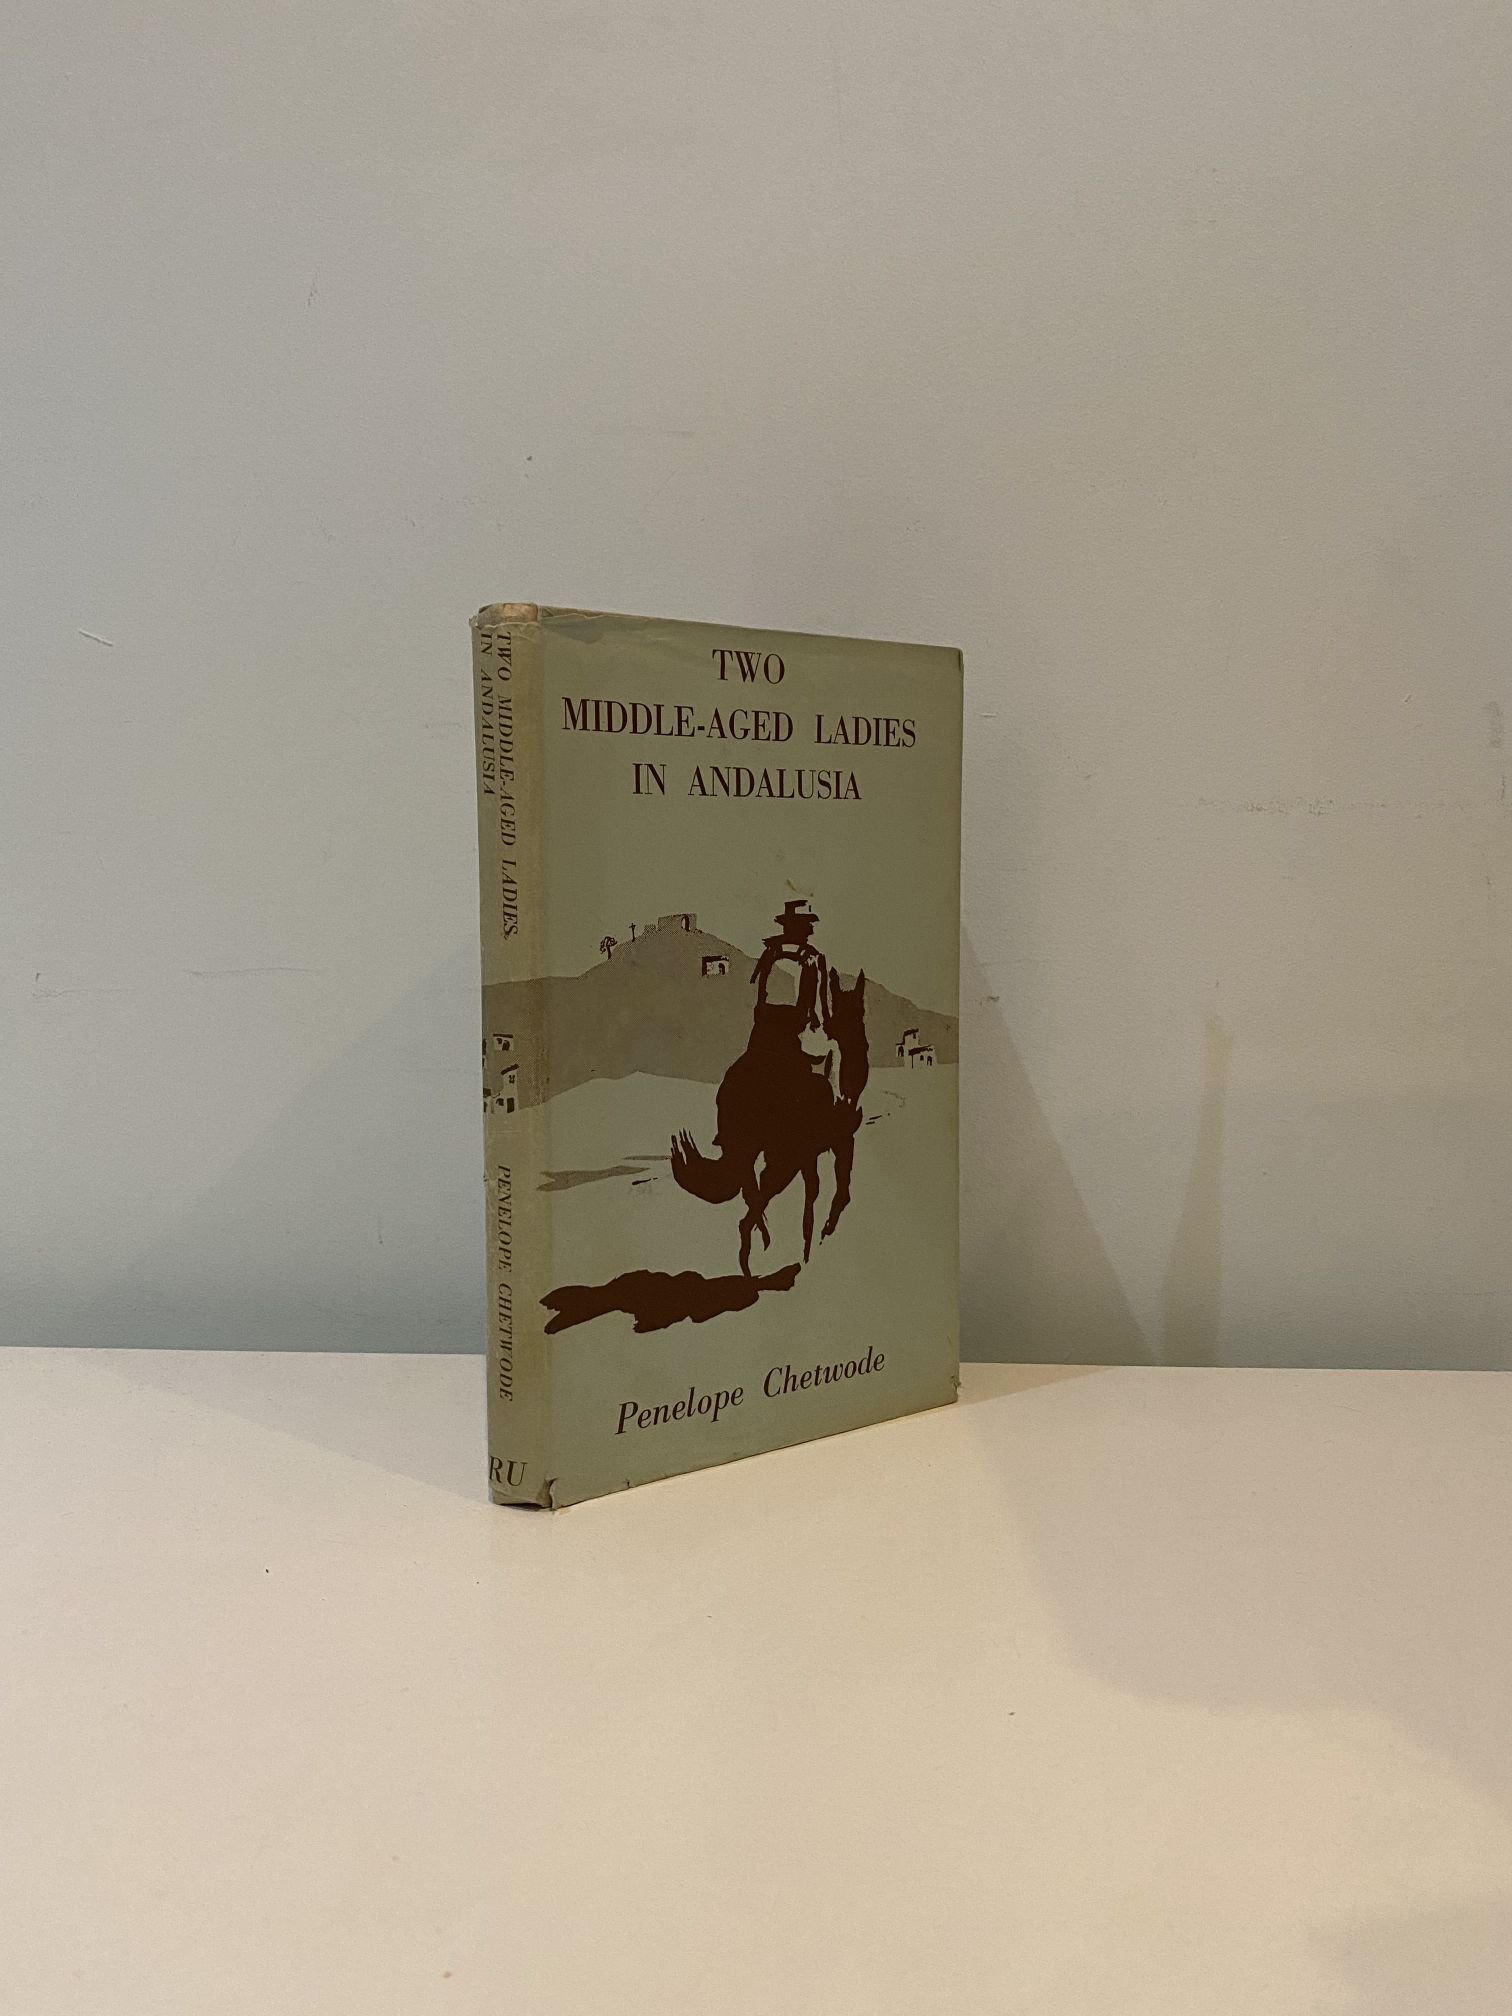 TWO
MIDDLE-AGED LADIES
IN ANDALUSIA
Penelope Chetwode
TWO MIDDLE-AGED LADIES
IN ANDALUSIA
PENELOPE CHETWODE
RU